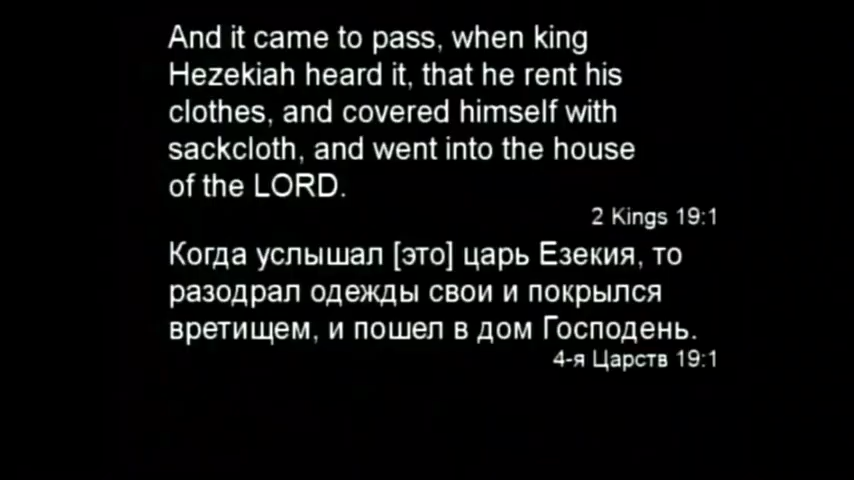 And it came to pass, when king
Hezekiah heard it, that he rent his
clothes, and covered himself with
sackcloth, and went into the house
of the LORD.
2 Kings 19:1
Когда услышал [это] царь Езекия, то
разодрал одежды свои и покрылся
вретищем, и пошел в дом Господень.
4-я Царств 19:1